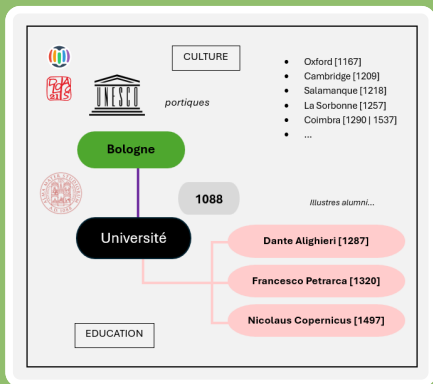 CULTURE
UNESCO
portiques
Oxford [1167]
Cambridge [1209]
Salamanque [1218]
La Sorbonne [1257]
Coimbra [1290 | 1537]
...
Bologne
1088
Illustres alumni...
Université
Dante Alighieri [1287]
Francesco Petrarca [1320]
Nicolaus Copernicus [1497]
EDUCATION